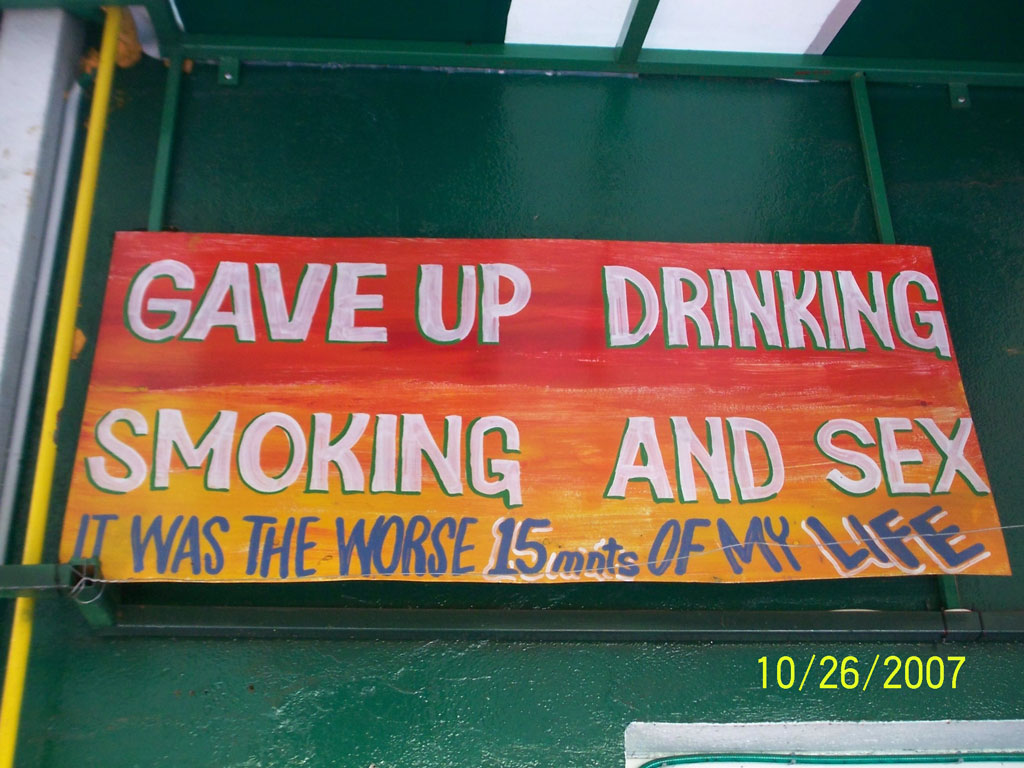 GAVE UP DRINKING
SMOKING AND SEX
IT WAS THE WORSE 15 mnts OF MY LIFE
10/26/2007